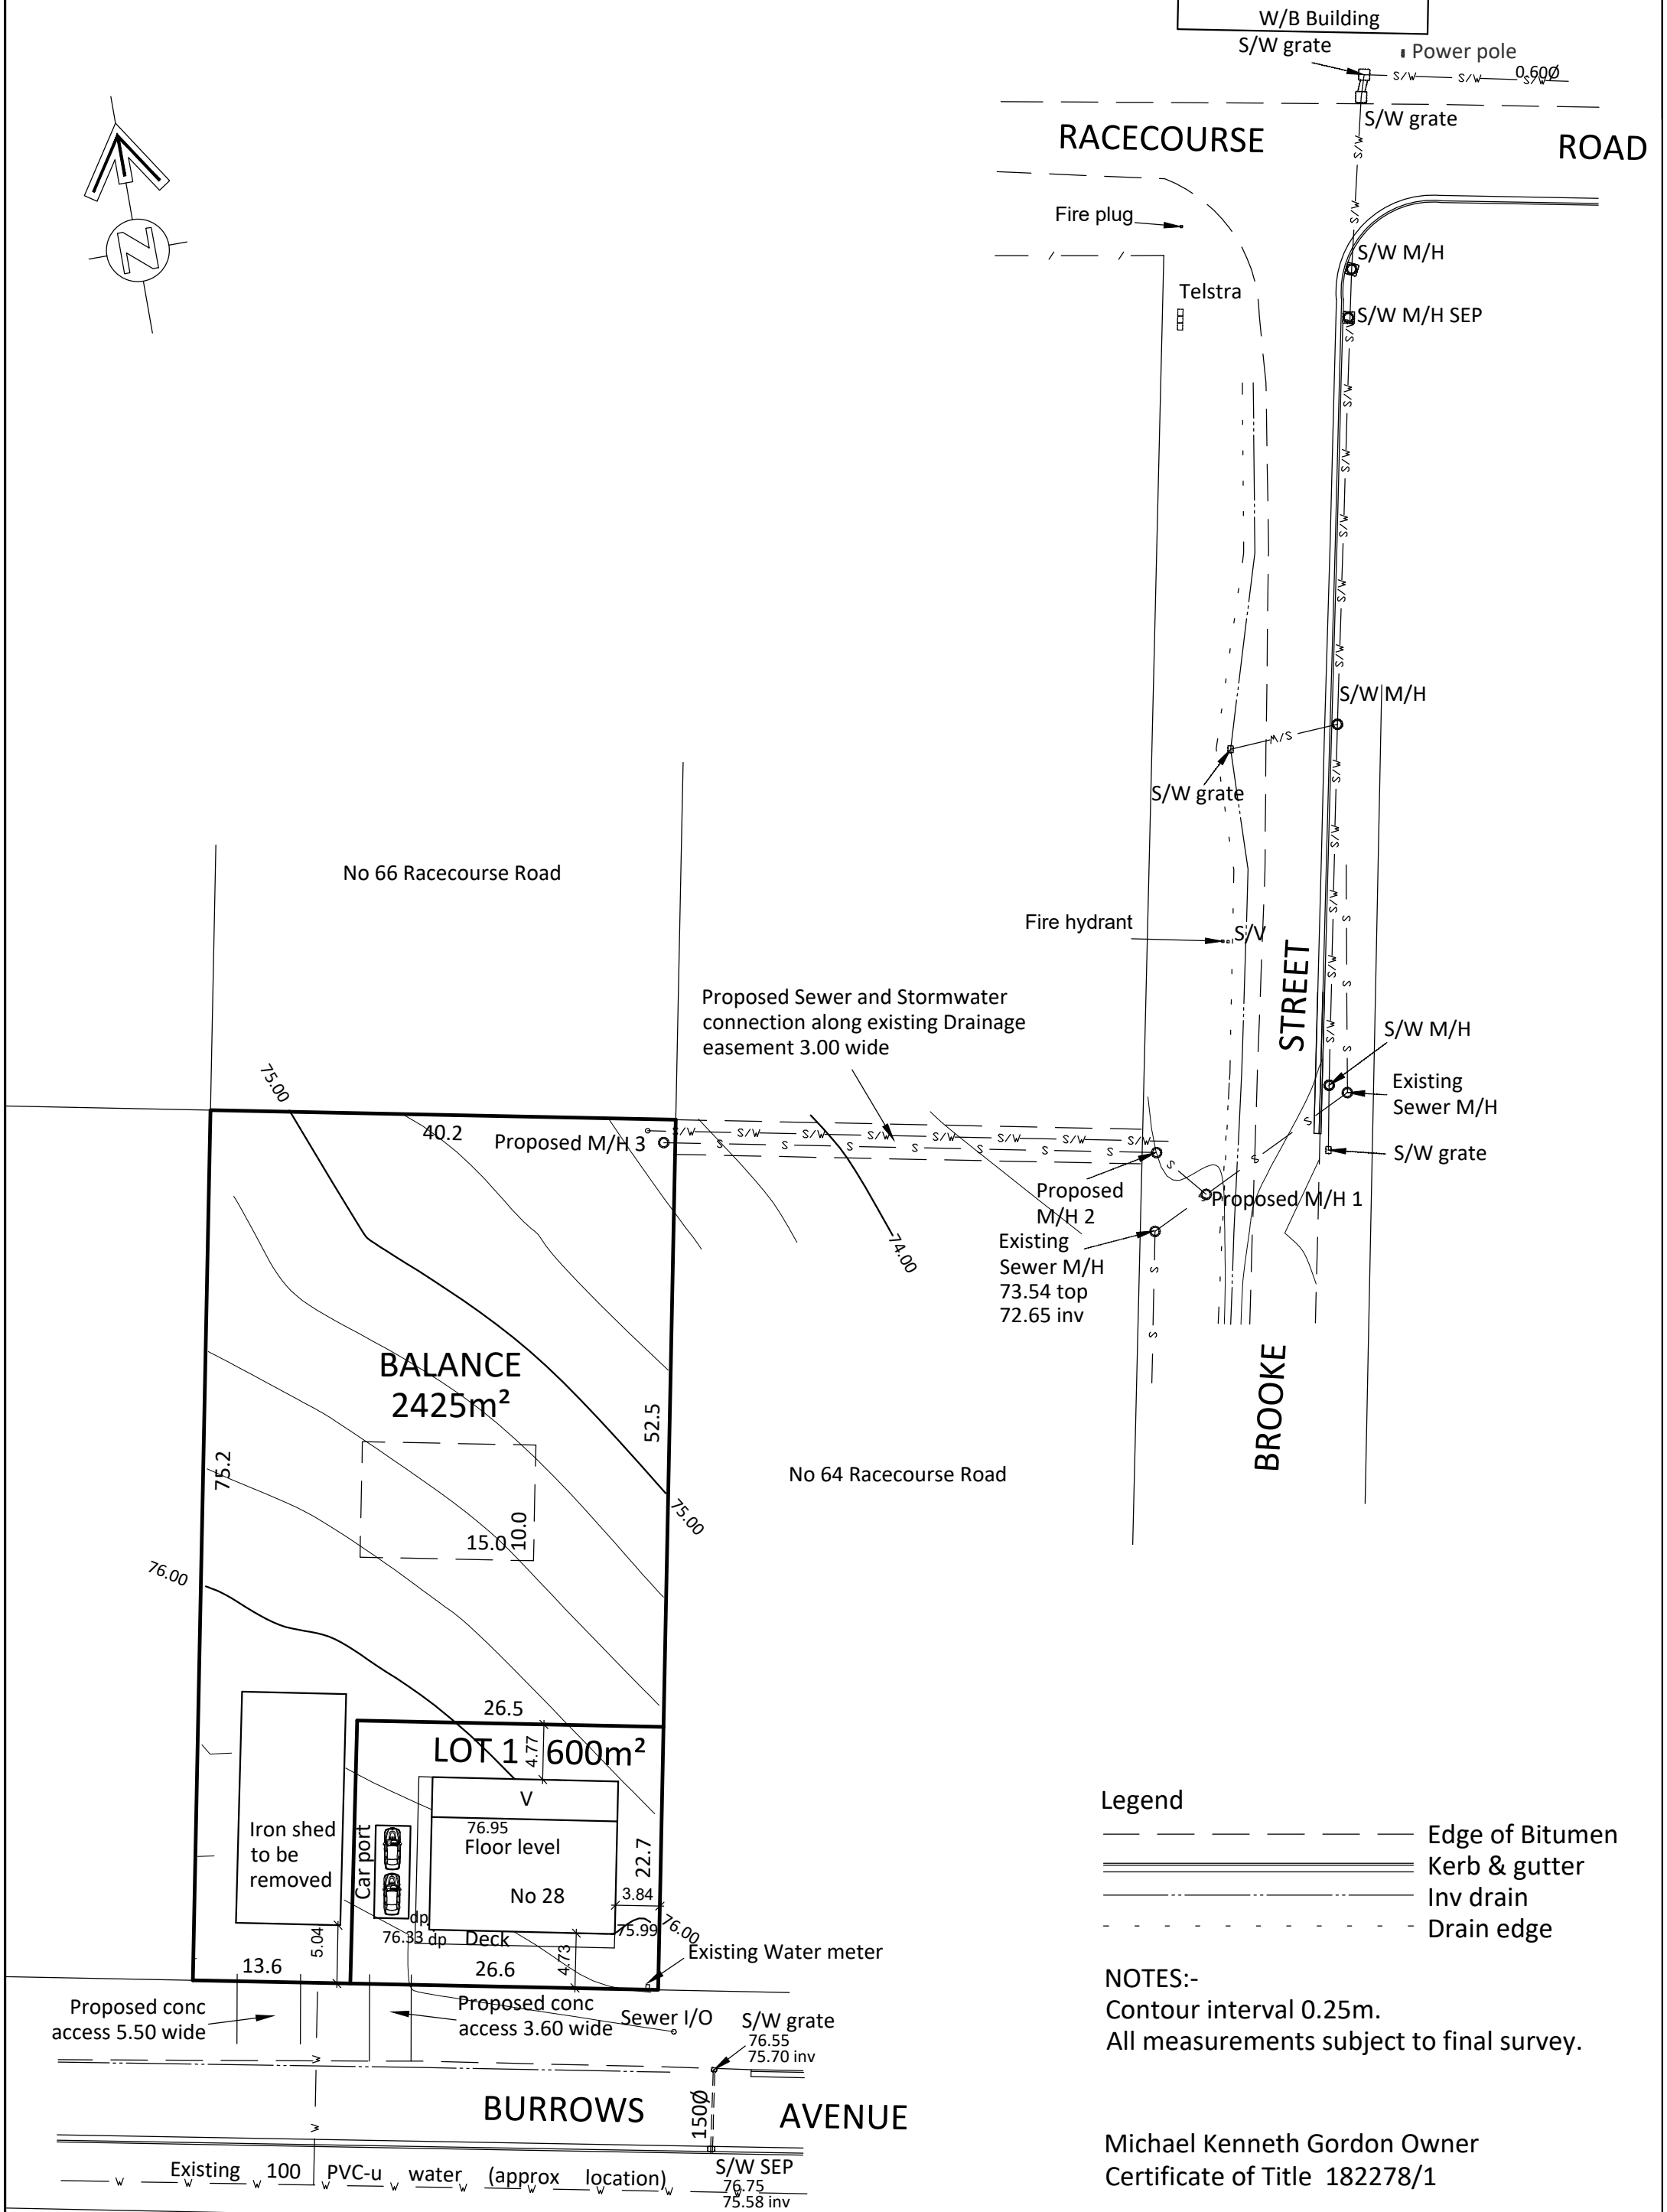 W/B Building
S/W grate
Power pole
S/W S/W S/W
0.60Ø
S/W grate
RACECOURSE ROAD
N
Fire plug
S/W M/H
Telstra
S/W M/H SEP
S/W M/H
S/W grate
No 66 Racecourse Road
Fire hydrant
S/V
STREET
Proposed Sewer and Stormwater
connection along existing Drainage
easement 3.00 wide
S/W M/H
Existing
Sewer M/H
S/W grate
75.00
40.2
Proposed M/H 3
S/W S/W S/W S/W S/W S/W S/W S/W
S S S S S S S
Proposed
M/H 2
Proposed M/H 1
74.00
Existing
Sewer M/H
73.54 top
72.65 inv
BROOKE
BALANCE
2425m²
52.5
75.2
No 64 Racecourse Road
15.0
10.0
75.00
76.00
26.5
LOT 1 600m²
4.77
V
76.95
Floor level
No 28
Iron shed
to be
removed
Car port
22.7
3.84
dp
76.33 dp
Deck
75.99
76.00
4.73
5.04
Existing Water meter
13.6
26.6
Proposed conc
access 5.50 wide
Proposed conc
access 3.60 wide
Sewer I/O
S/W grate
76.55
75.70 inv
BURROWS AVENUE
150Ø
Existing 100 PVC-u water (approx location)
W W W W W W W
S/W SEP
76.75
75.58 inv
Legend
Edge of Bitumen
Kerb & gutter
Inv drain
Drain edge
NOTES:-
Contour interval 0.25m.
All measurements subject to final survey.
Michael Kenneth Gordon Owner
Certificate of Title 182278/1